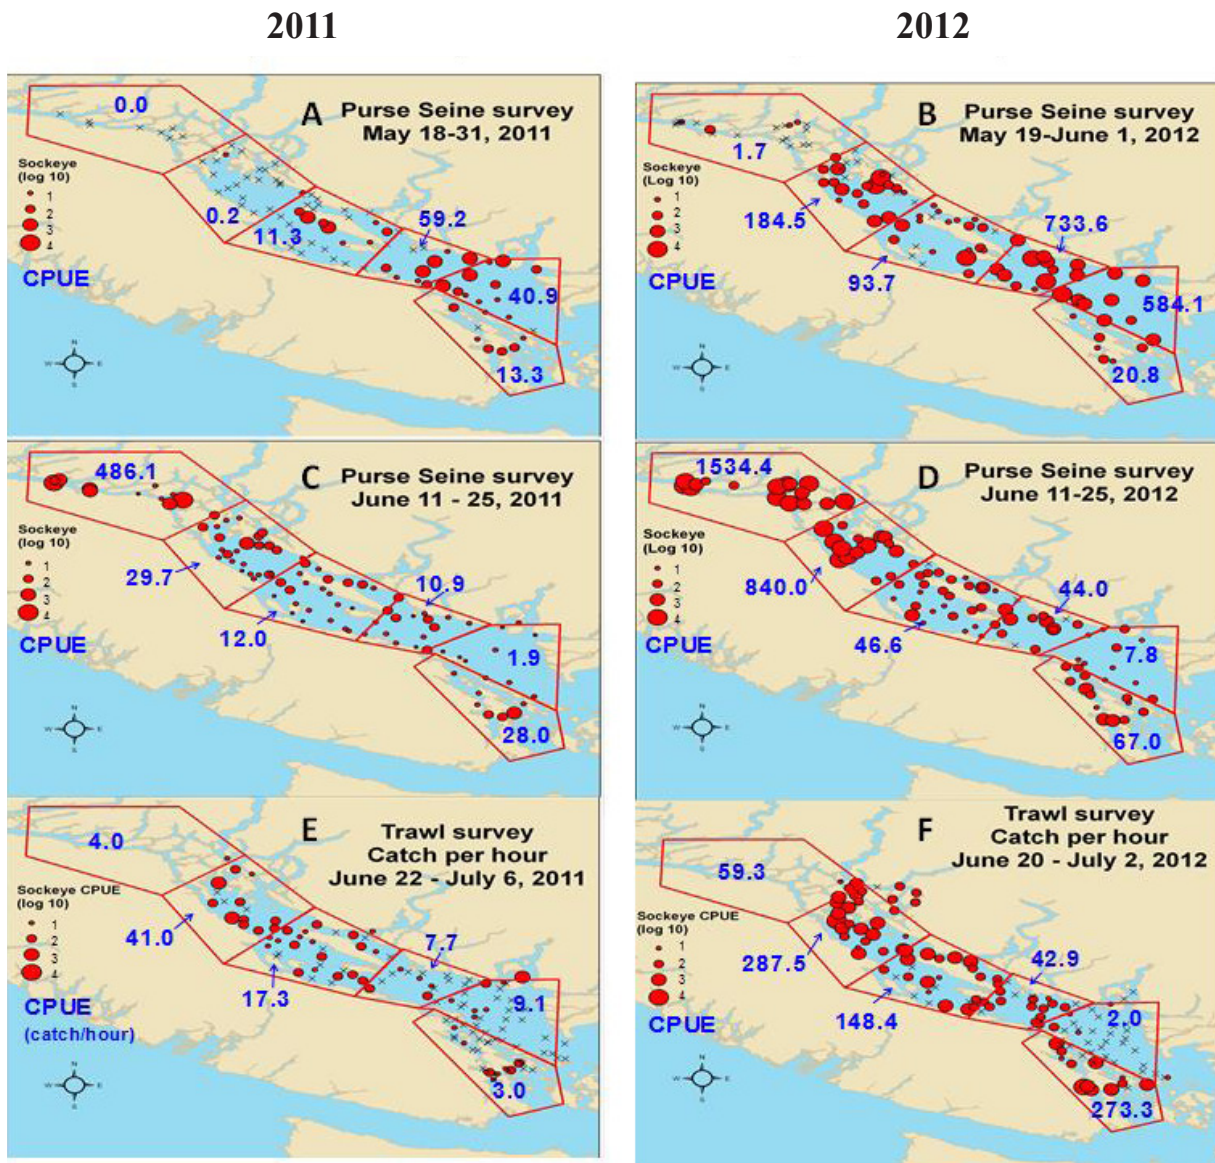 2011
2012
A Purse Seine survey
May 18-31, 2011
0.0
Sockeye
(log 10)
1
2
3
4
CPUE
0.2
11.3
59.2
40.9
13.3
N
W
E
S
B Purse Seine survey
May 19-June 1, 2012
1.7
Sockeye
(Log 10)
1
2
3
4
CPUE
184.5
93.7
733.6
584.1
20.8
N
W
E
S
C Purse Seine survey
June 11 - 25, 2011
486.1
Sockeye
(log 10)
1
2
3
4
CPUE
29.7
12.0
10.9
1.9
28.0
N
W
E
S
D Purse Seine survey
June 11-25, 2012
1534.4
Sockeye
(Log 10)
1
2
3
4
CPUE
840.0
46.6
44.0
7.8
67.0
N
W
E
S
E Trawl survey
Catch per hour
June 22 - July 6, 2011
4.0
Sockeye CPUE
(log 10)
1
2
3
4
CPUE
(catch/hour)
41.0
17.3
7.7
9.1
3.0
N
W
E
S
F Trawl survey
Catch per hour
June 20 - July 2, 2012
59.3
Sockeye CPUE
(log 10)
1
2
3
4
CPUE
287.5
148.4
42.9
2.0
273.3
N
W
E
S